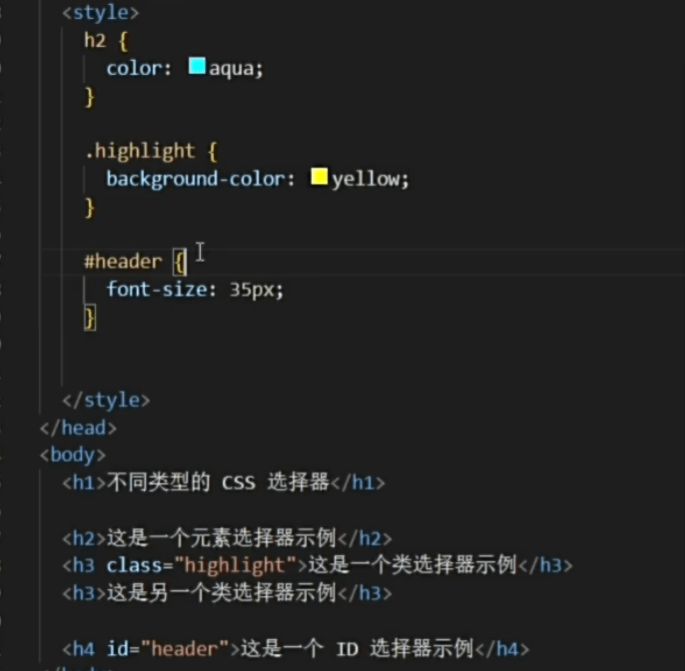 <style>
h2 {
color: aqua;
}
.highlight {
background-color: yellow;
}
#header {
font-size: 35px;
}
</style>
</head>
<body>
<h1>不同类型的 CSS 选择器</h1>
<h2>这是一个元素选择器示例</h2>
<h3 class="highlight">这是一个类选择器示例</h3>
<h3>这是另一个类选择器示例</h3>
<h4 id="header">这是一个 ID 选择器示例</h4>